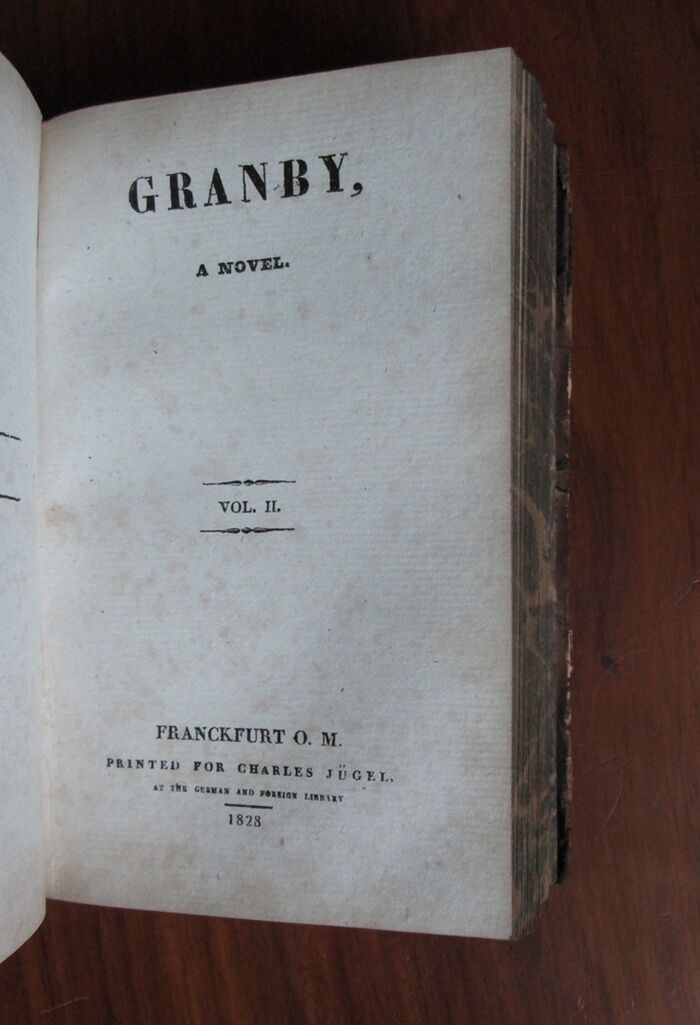 GRANBY,
A NOVEL.
VOL. II.
FRANCKFURT O. M.
PRINTED FOR CHARLES JÜGEL.
AT THE GERMAN AND FOREIGN LIBRARY
1828